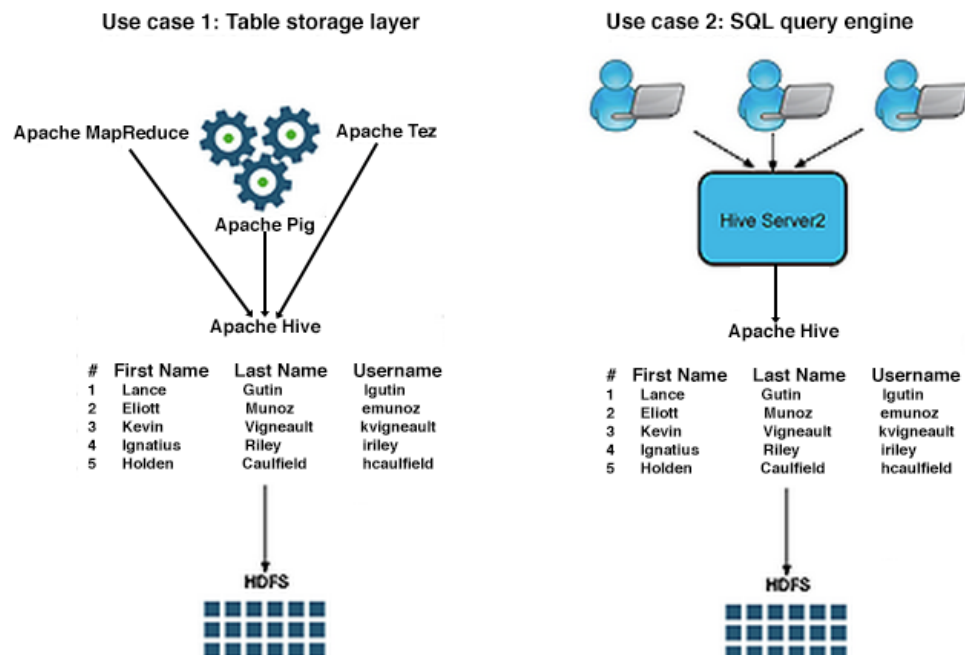 Use case 1: Table storage layer
Apache MapReduce
Apache Tez
Apache Pig
Apache Hive
# First Name Last Name Username
1 Lance Gutin lgutin
2 Eliott Munoz emunoz
3 Kevin Vigneault kvigneault
4 Ignatius Riley iriley
5 Holden Caulfield hcaulfield
HDFS
Use case 2: SQL query engine
Hive Server2
Apache Hive
# First Name Last Name Username
1 Lance Gutin lgutin
2 Eliott Munoz emunoz
3 Kevin Vigneault kvigneault
4 Ignatius Riley iriley
5 Holden Caulfield hcaulfield
HDFS